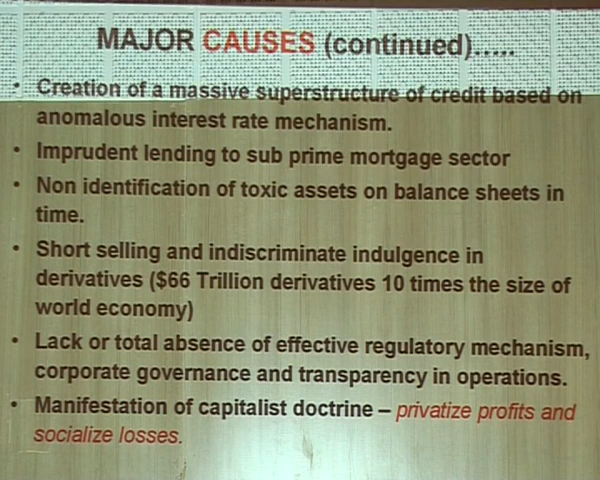 MAJOR CAUSES (continued)…..
• Creation of a massive superstructure of credit based on
anomalous interest rate mechanism.
• Imprudent lending to sub prime mortgage sector
• Non identification of toxic assets on balance sheets in
time.
• Short selling and indiscriminate indulgence in
derivatives ($66 Trillion derivatives 10 times the size of
world economy)
• Lack or total absence of effective regulatory mechanism,
corporate governance and transparency in operations.
• Manifestation of capitalist doctrine – privatize profits and
socialize losses.